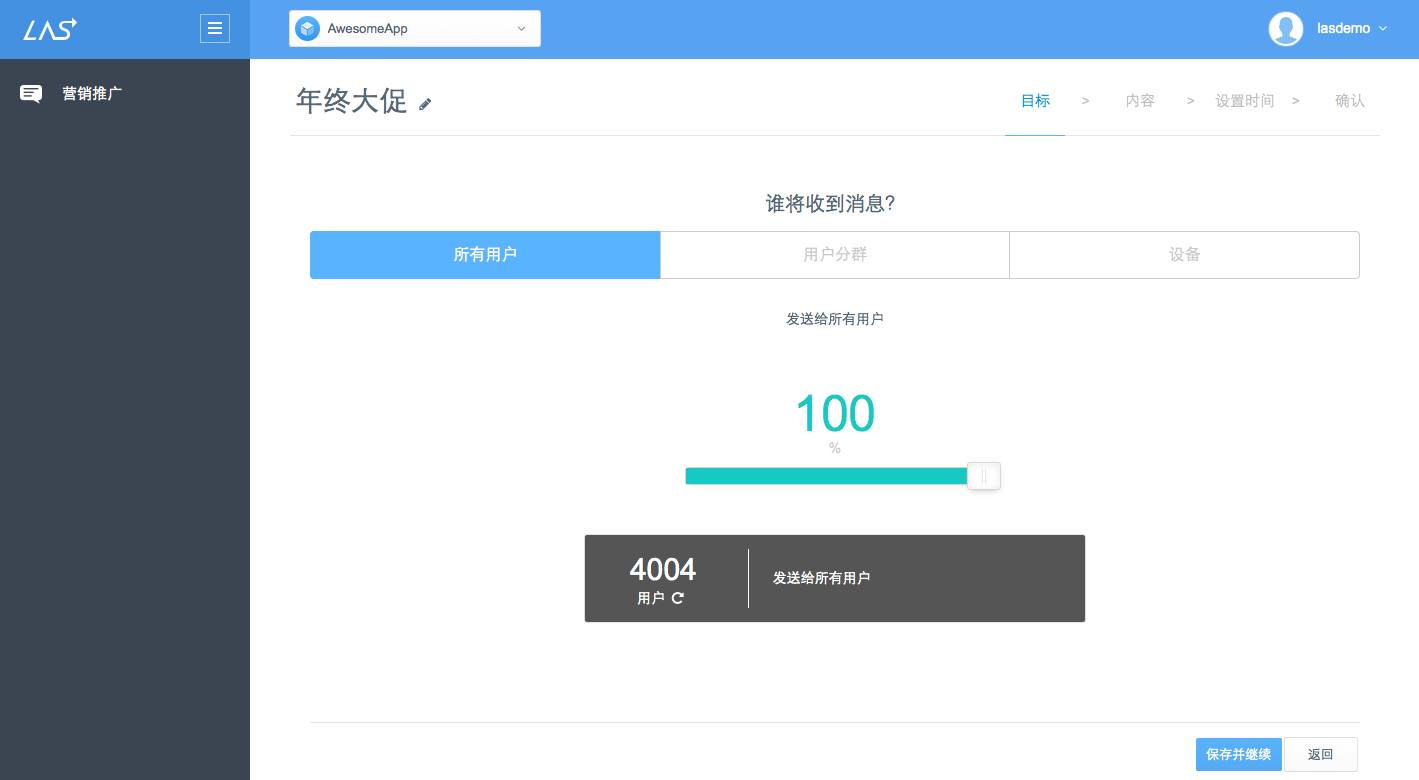 LAS
AwesomeApp
lasdemo
营销推广
年终大促
目标 > 内容 > 设置时间 > 确认
谁将收到消息?
所有用户 用户分群 设备
发送给所有用户
100
%
4004
用户
发送给所有用户
保存并继续 返回